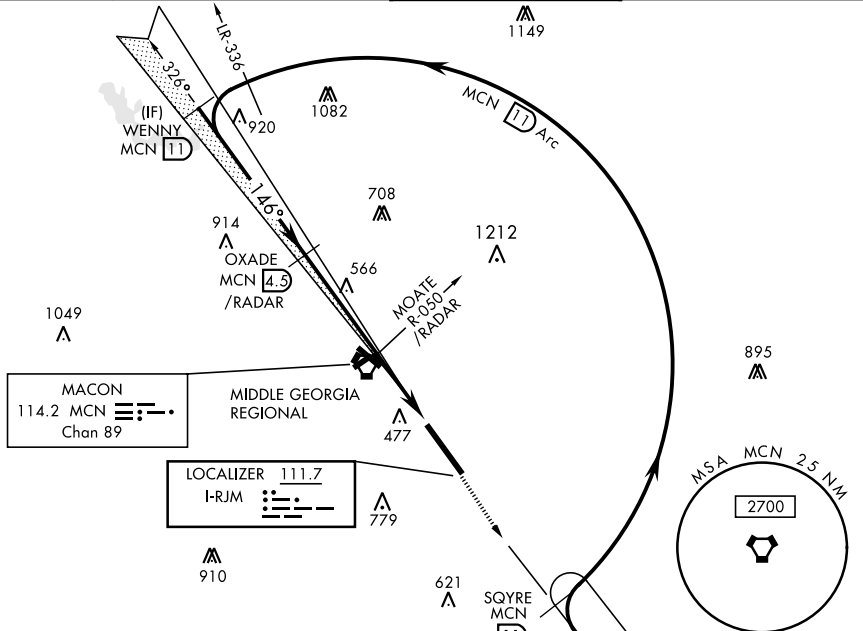 1149
LR-336
326°
MCN 11 Arc
(IF)
WENNY
MCN 11
920
1082
146°
708
914
1212
OXADE
MCN 4.5
/RADAR
566
MOATE
R-050
/RADAR
1049
895
MACON
114.2 MCN
Chan 89
MIDDLE GEORGIA
REGIONAL
477
MSA MCN 25 NM
2700
LOCALIZER 111.7
I-RJM
779
910
621
SQYRE
MCN